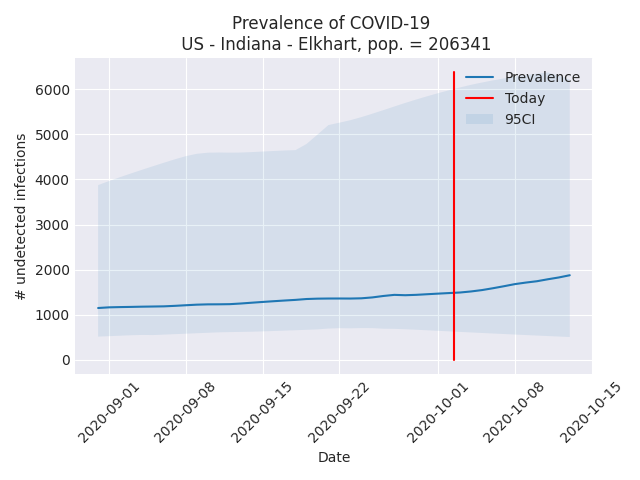 Prevalence of COVID-19
US - Indiana - Elkhart, pop. = 206341
Prevalence
Today
95CI
# undetected infections
6000
5000
4000
3000
2000
1000
0
2020-09-01
2020-09-08
2020-09-15
2020-09-22
2020-10-01
2020-10-08
2020-10-15
Date